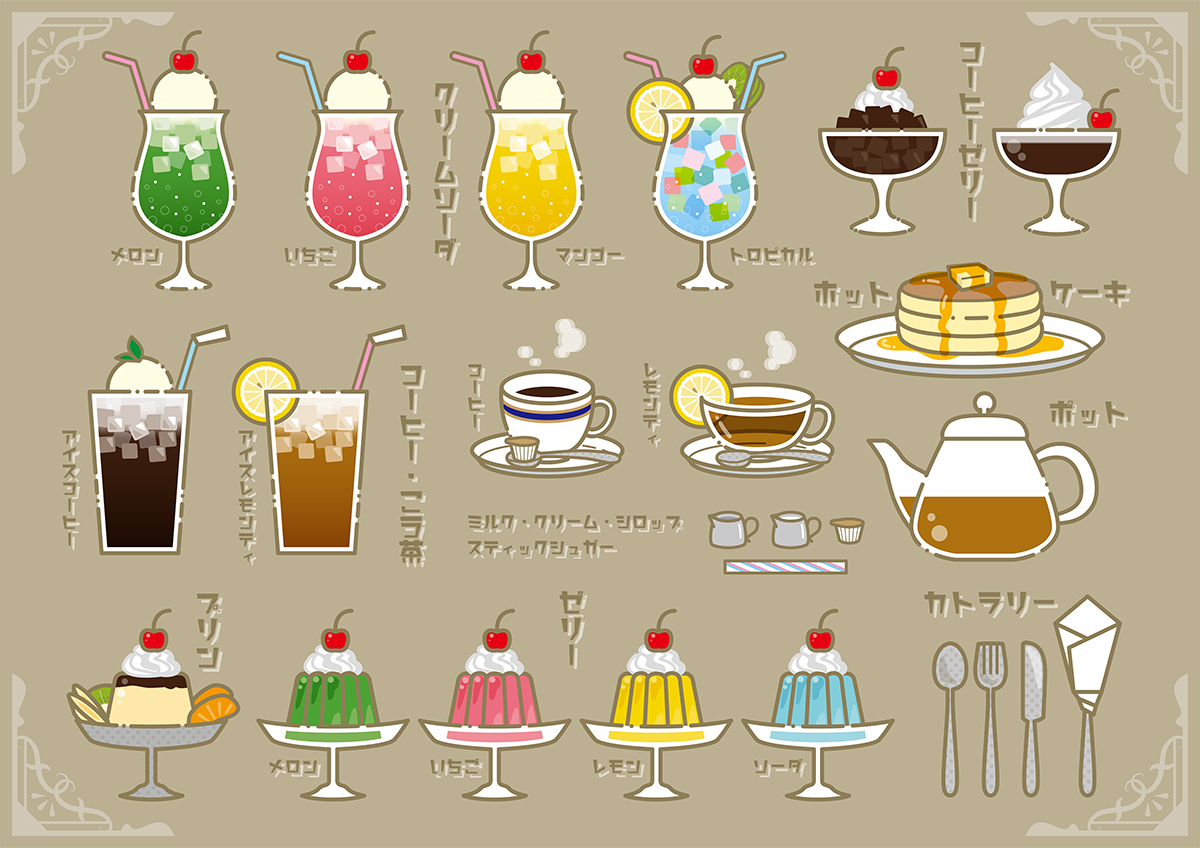 クリームソーダ
メロン
いちご
マンゴー
トロピカル
コーヒーゼリー
ホットケーキ
アイスコーヒー
アイスレモンティ
コーヒー・こう茶
コーヒー
レモンティ
ポット
ミルク・クリーム・シロップ
スティックシュガー
プリン
ゼリー
メロン
いちご
レモン
ソーダ
カトラリー